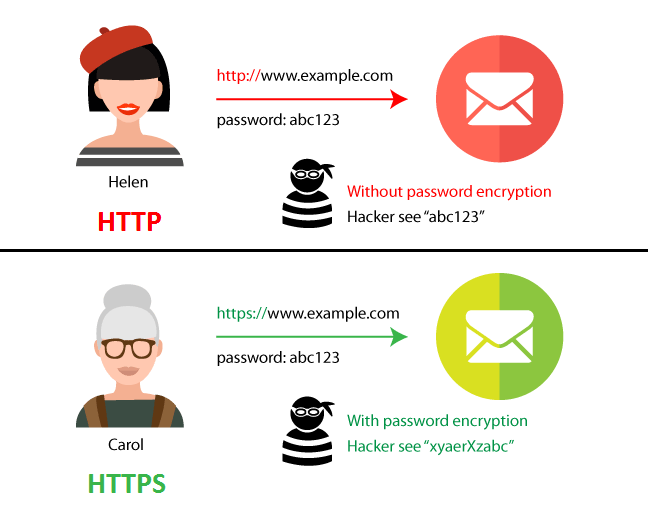 http://www.example.com
password: abc123
Helen
HTTP
Without password encryption
Hacker see “abc123”
https://www.example.com
password: abc123
Carol
HTTPS
With password encryption
Hacker see “xyaerXzabc”